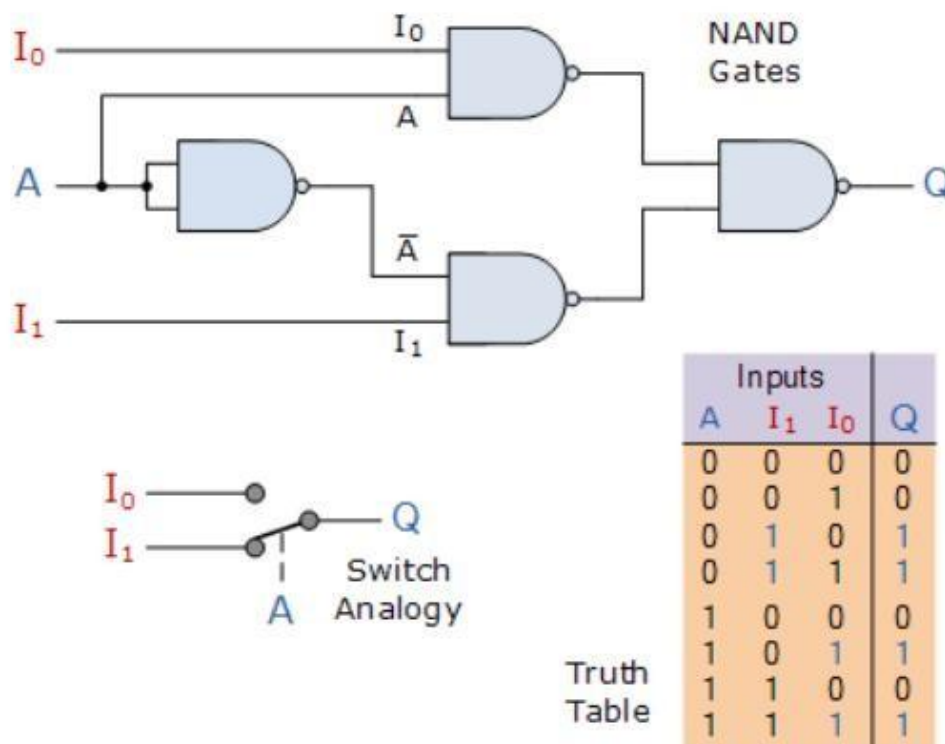 I₀
I₀
NAND
Gates
A
A
Q
A̅
I₁
I₁
Inputs
A I₁ I₀ Q
0 0 0 0
0 0 1 0
0 1 0 1
0 1 1 1
1 0 0 0
1 0 1 1
1 1 0 0
1 1 1 1
I₀
I₁
Q
A
Switch
Analogy
Truth
Table